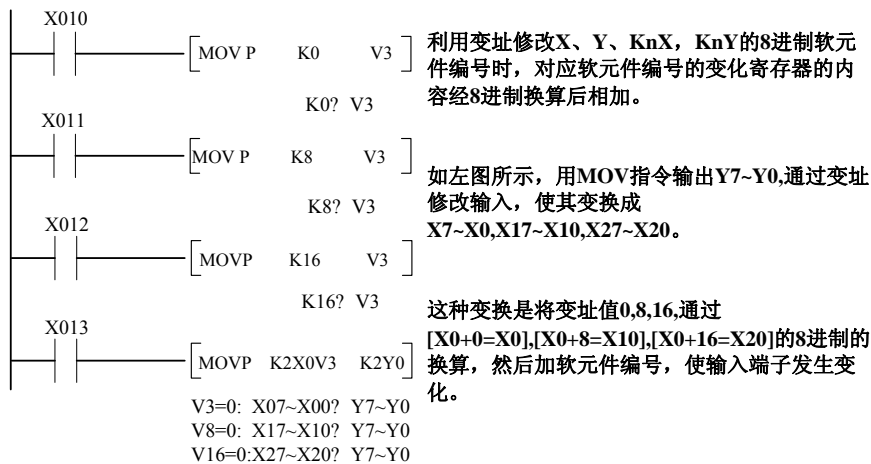 X010
MOV P K0 V3
K0? V3
X011
MOV P K8 V3
K8? V3
X012
MOVP K16 V3
K16? V3
X013
MOVP K2X0V3 K2Y0
V3=0: X07~X00? Y7~Y0
V8=0: X17~X10? Y7~Y0
V16=0:X27~X20? Y7~Y0
利用变址修改X、Y、KnX，KnY的8进制软元
件编号时，对应软元件编号的变化寄存器的内
容经8进制换算后相加。
如左图所示，用MOV指令输出Y7~Y0,通过变址
修改输入，使其变换成
X7~X0,X17~X10,X27~X20。
这种变换是将变址值0,8,16,通过
[X0+0=X0],[X0+8=X10],[X0+16=X20]的8进制的
换算，然后加软元件编号，使输入端子发生变
化。